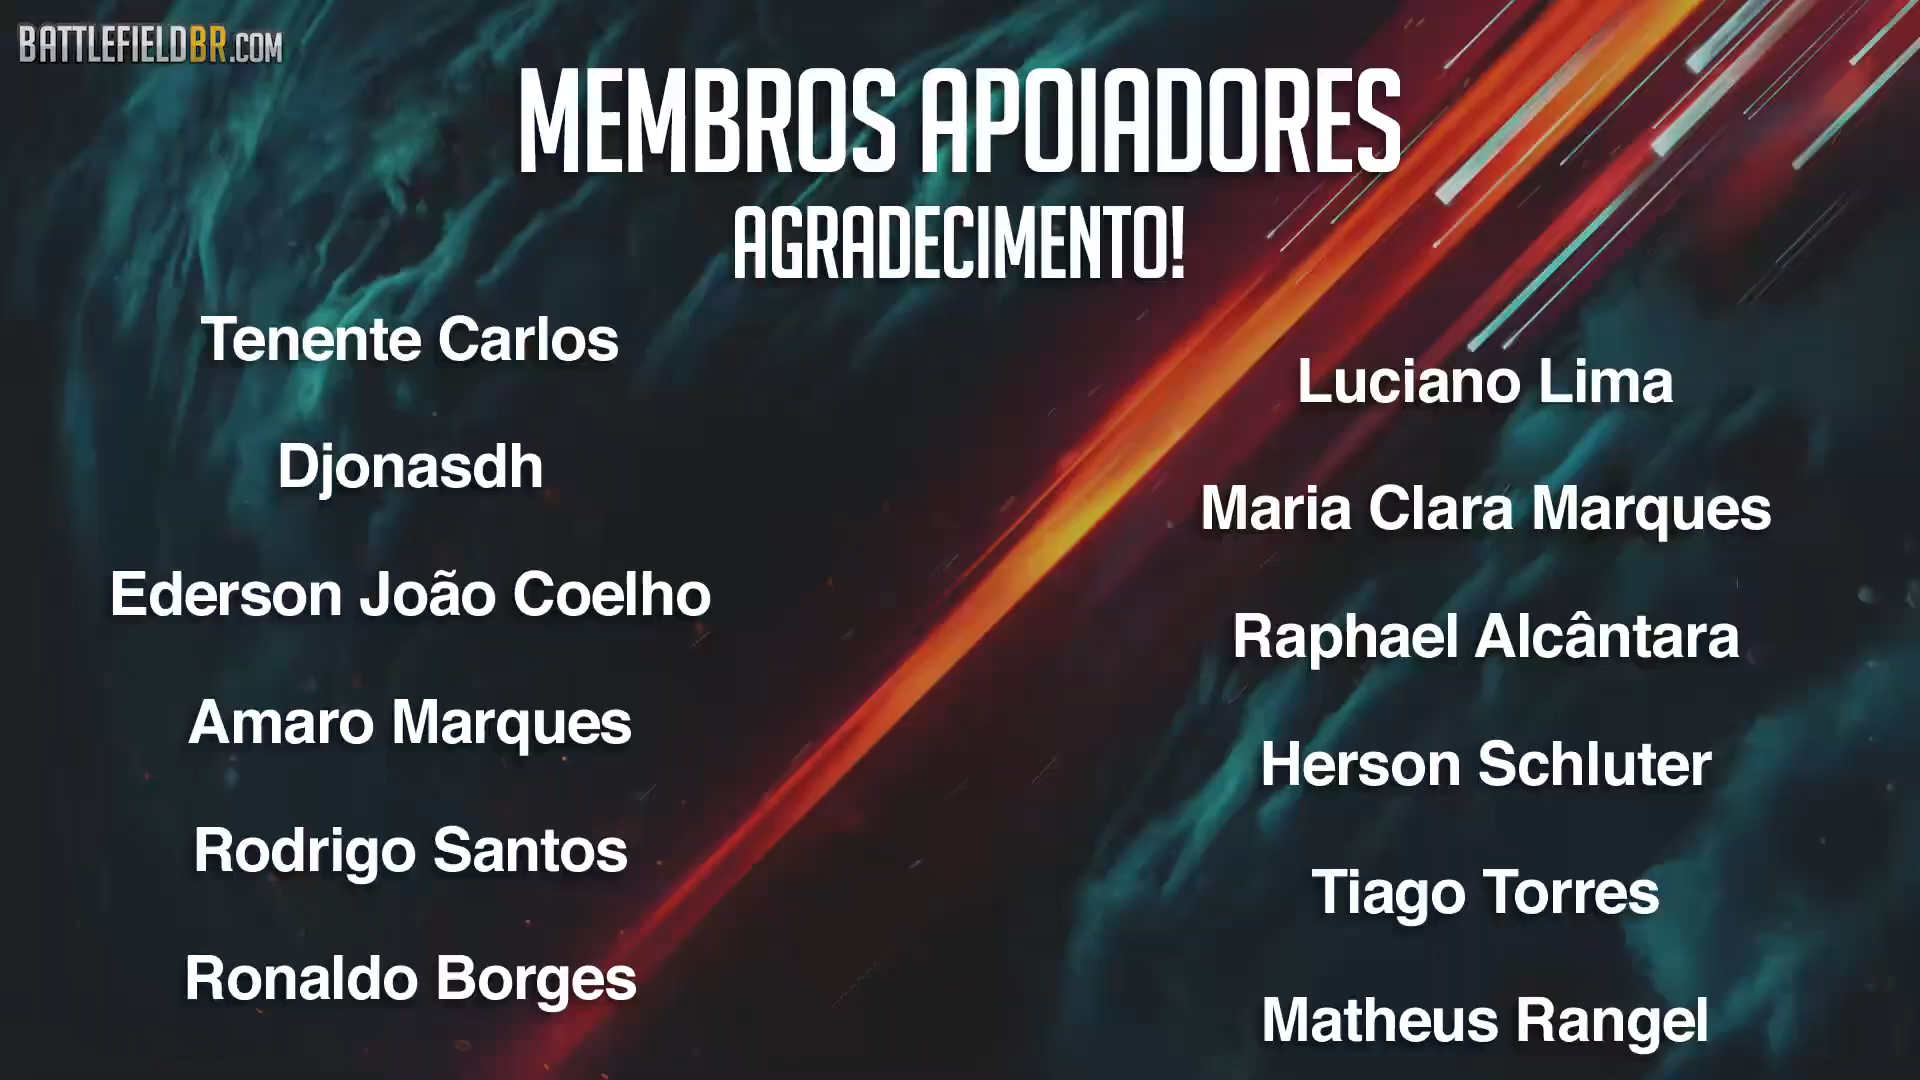 BATTLEFIELDBR.COM
MEMBROS APOIADORES
AGRADECIMENTO!
Tenente Carlos
Djonasdh
Ederson João Coelho
Amaro Marques
Rodrigo Santos
Ronaldo Borges
Luciano Lima
Maria Clara Marques
Raphael Alcântara
Herson Schluter
Tiago Torres
Matheus Rangel